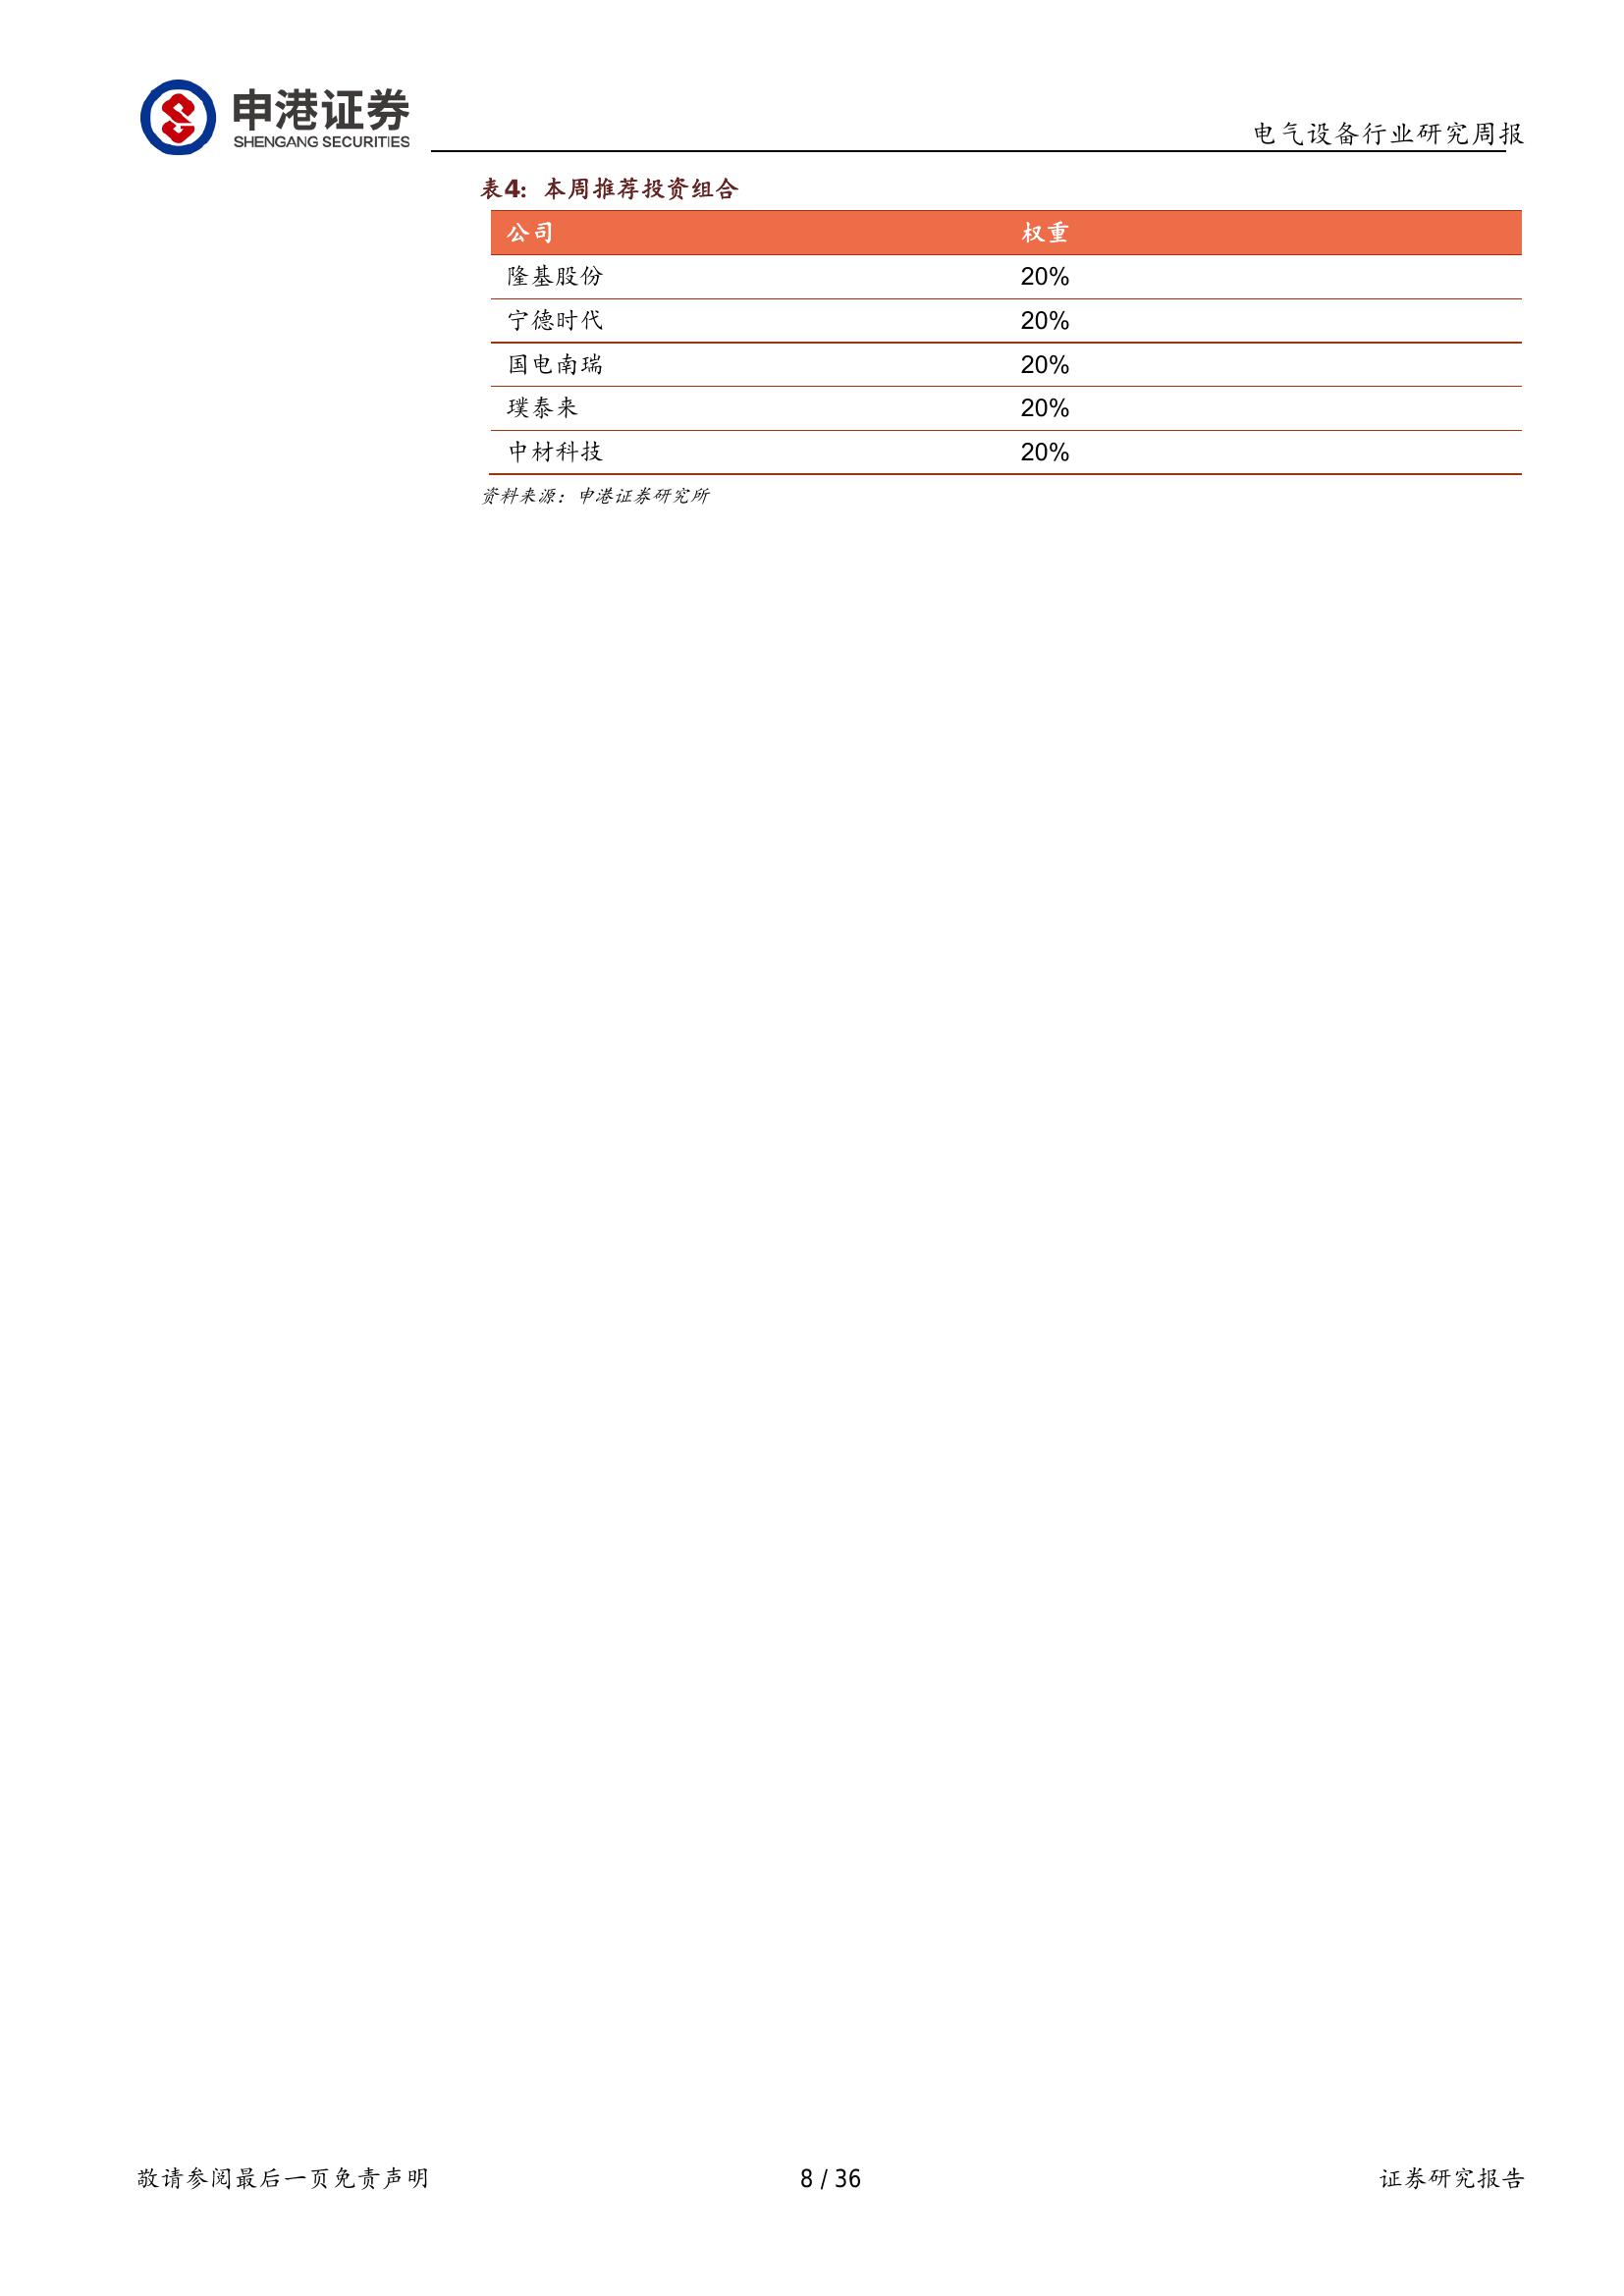 申港证券
SHENGANG SECURITIES
电气设备行业研究周报
表4: 本周推荐投资组合
公司 权重
隆基股份 20%
宁德时代 20%
国电南瑞 20%
璞泰来 20%
中材科技 20%
资料来源：申港证券研究所
敬请参阅最后一页免责声明 8 / 36 证券研究报告